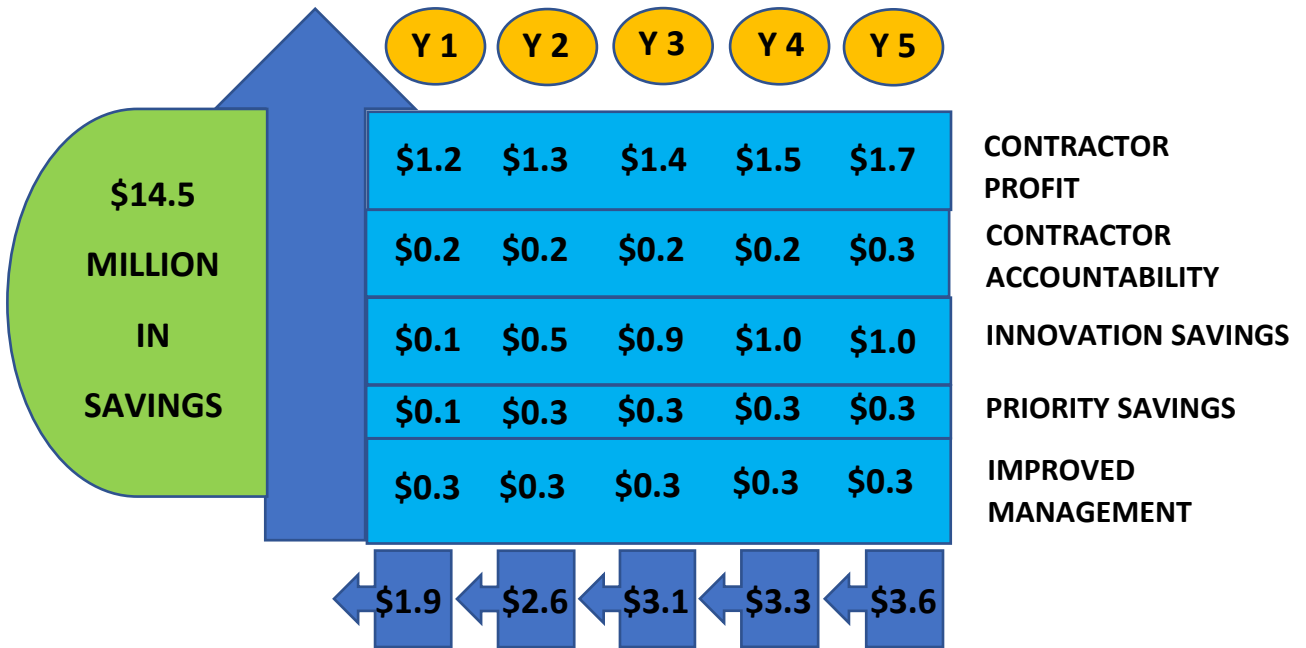 Y 1 Y 2 Y 3 Y 4 Y 5
$14.5
MILLION
IN
SAVINGS
$1.2 $1.3 $1.4 $1.5 $1.7
CONTRACTOR
PROFIT
$0.2 $0.2 $0.2 $0.2 $0.3
CONTRACTOR
ACCOUNTABILITY
$0.1 $0.5 $0.9 $1.0 $1.0
INNOVATION SAVINGS
$0.1 $0.3 $0.3 $0.3 $0.3
PRIORITY SAVINGS
$0.3 $0.3 $0.3 $0.3 $0.3
IMPROVED
MANAGEMENT
$1.9 $2.6 $3.1 $3.3 $3.6